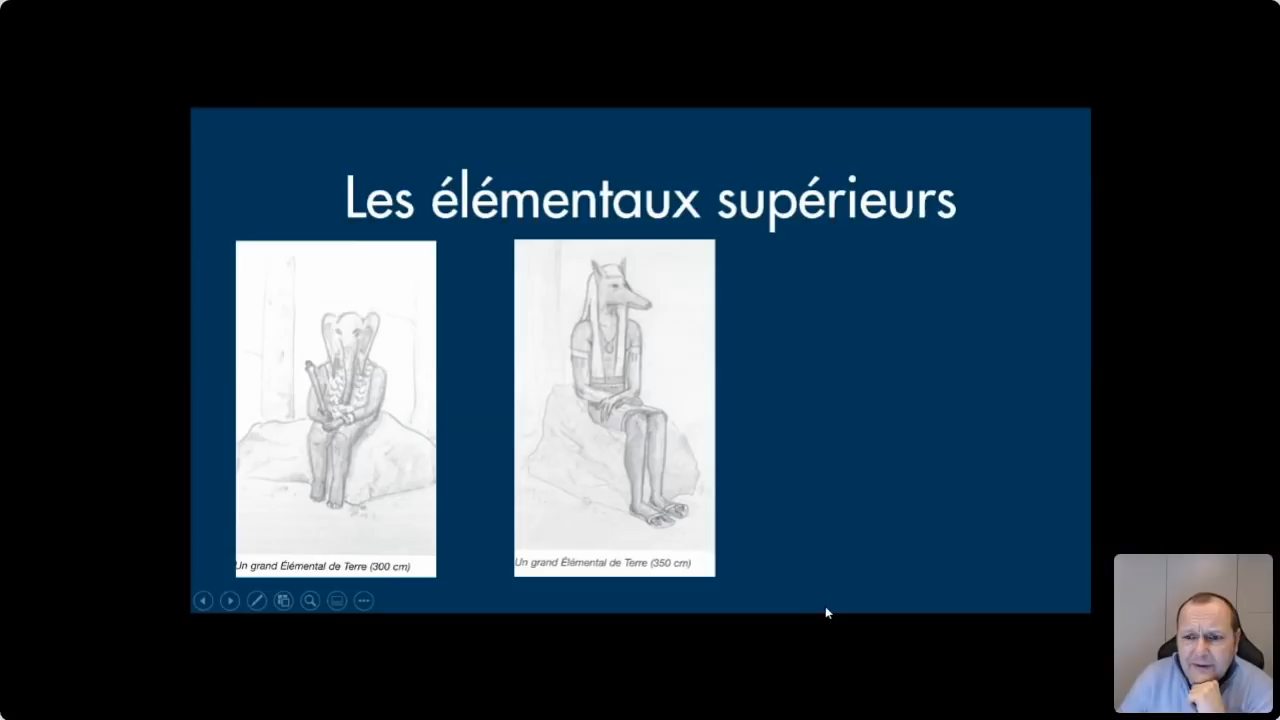 Les élémentaux supérieurs
Un grand Élémental de Terre (300 cm)
Un grand Élémental de Terre (350 cm)